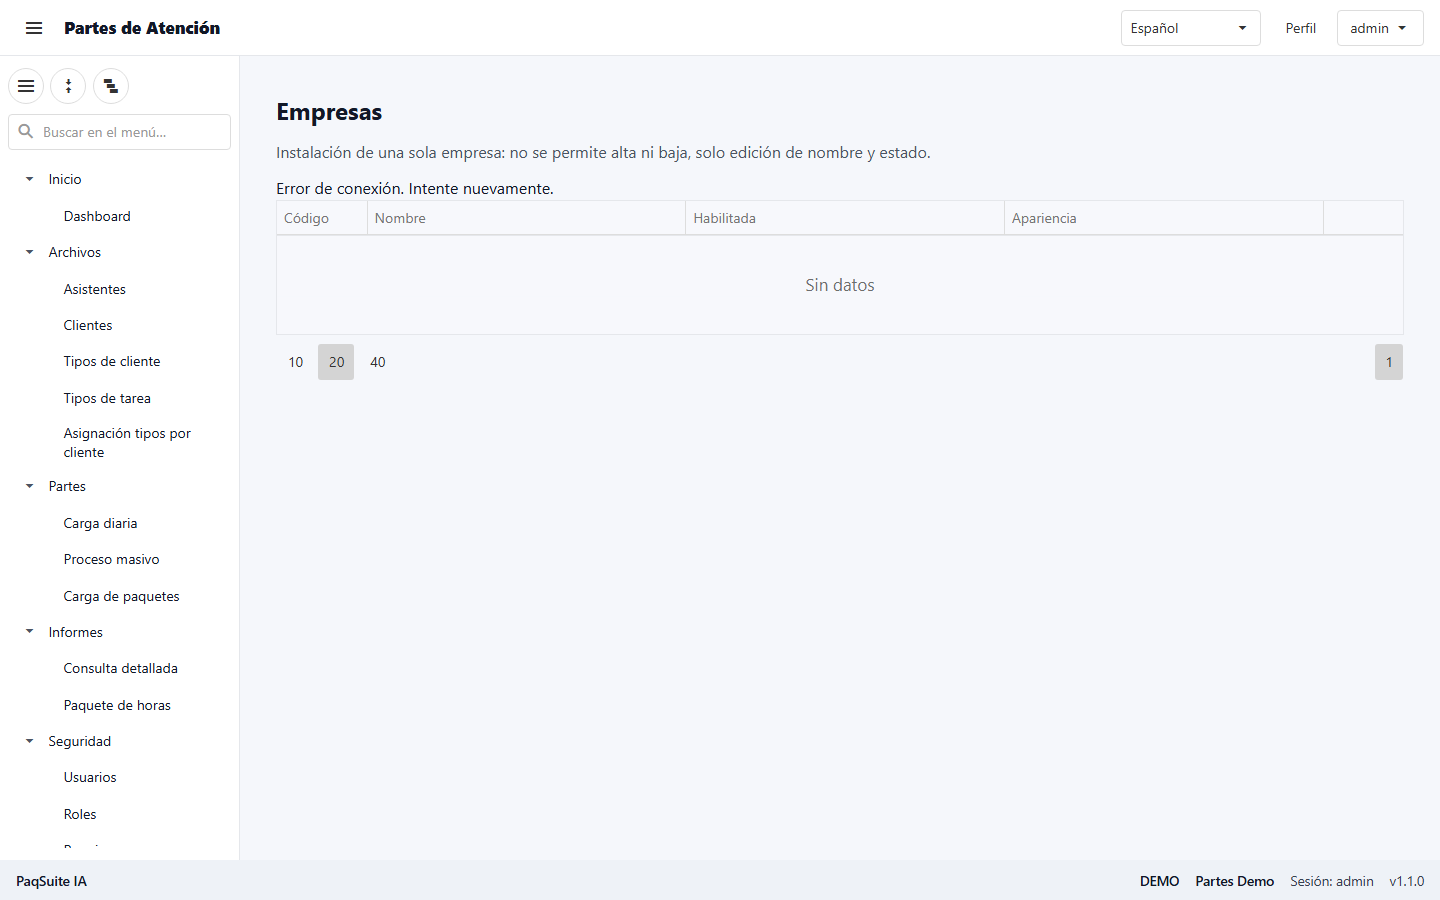 Partes de Atención
Español
Perfil
admin
Buscar en el menú...
Inicio
Dashboard
Archivos
Asistentes
Clientes
Tipos de cliente
Tipos de tarea
Asignación tipos por
cliente
Partes
Carga diaria
Proceso masivo
Carga de paquetes
Informes
Consulta detallada
Paquete de horas
Seguridad
Usuarios
Roles
Empresas
Instalación de una sola empresa: no se permite alta ni baja, solo edición de nombre y estado.
Error de conexión. Intente nuevamente.
Código Nombre Habilitada Apariencia
Sin datos
10 20 40 1
PaqSuite IA
DEMO Partes Demo Sesión: admin v1.1.0